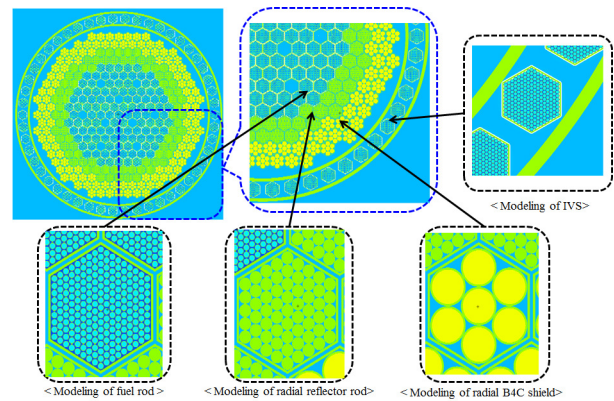 < Modeling of IVS>
< Modeling of fuel rod >
< Modeling of radial reflector rod>
<Modeling of radial B4C shield>